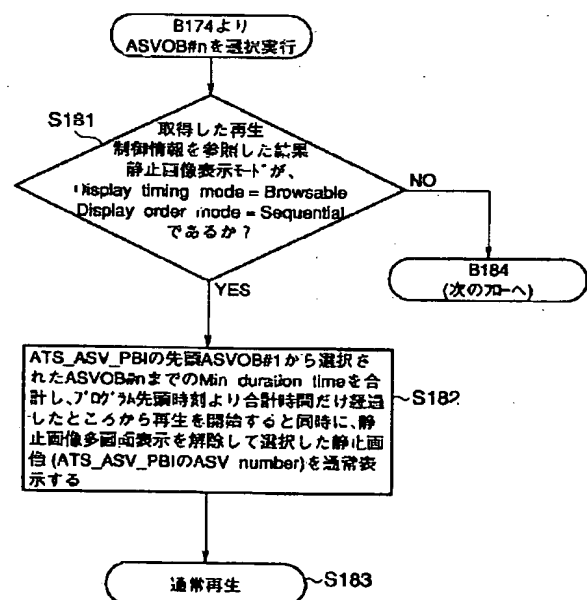 B174より
ASVOB#nを選択実行
S181
取得した再生
制御情報を参照した結果
静止画像表示モードが、
Display timing mode = Browsable
Display order mode = Sequential
であるか?
NO
B184
(次のフローへ)
YES
ATS_ASV_PBIの先頭ASVOB#1から選択さ
れたASVOB#nまでのMin duration timeを合
計し、プログラム先頭時刻より合計時間だけ経過
したところから再生を開始すると同時に、静
止画像多画面表示を解除して選択した静止画
像 (ATS_ASV_PBIのASV number)を通常表
示する
S182
通常再生
S183